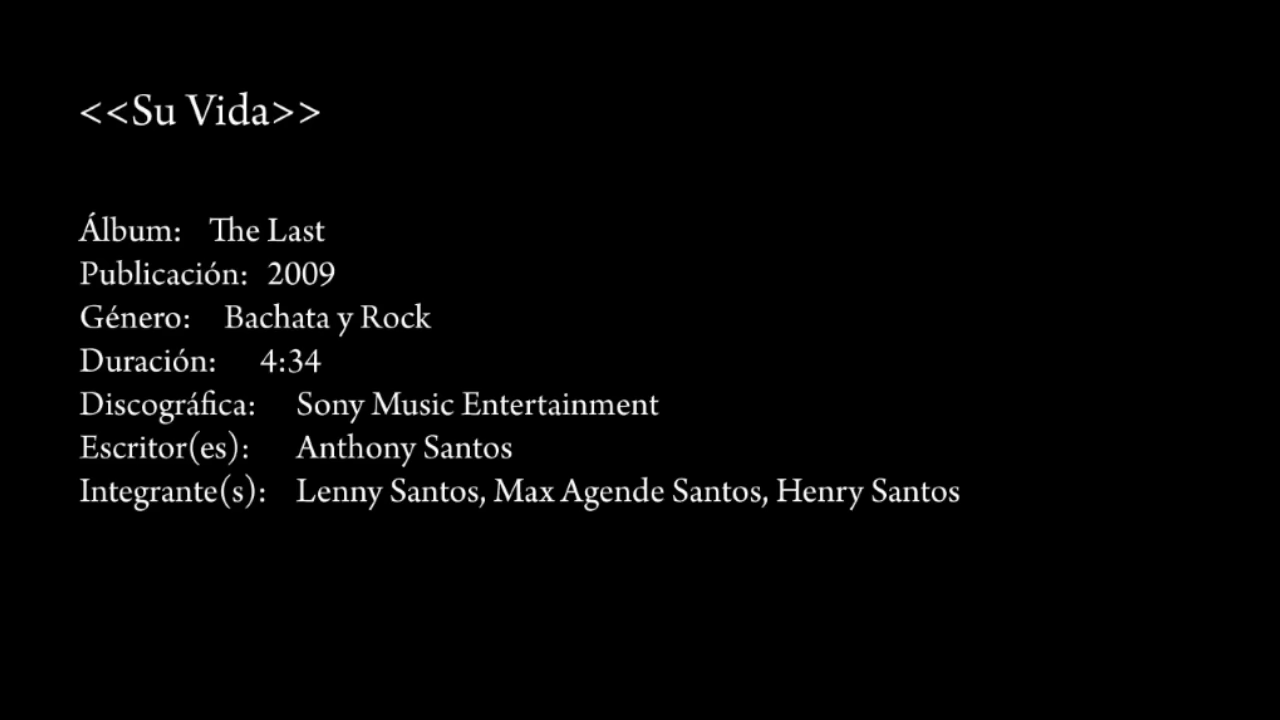 <<Su Vida>>
Álbum: The Last
Publicación: 2009
Género: Bachata y Rock
Duración: 4:34
Discográfica: Sony Music Entertainment
Escritor(es): Anthony Santos
Integrante(s): Lenny Santos, Max Agende Santos, Henry Santos